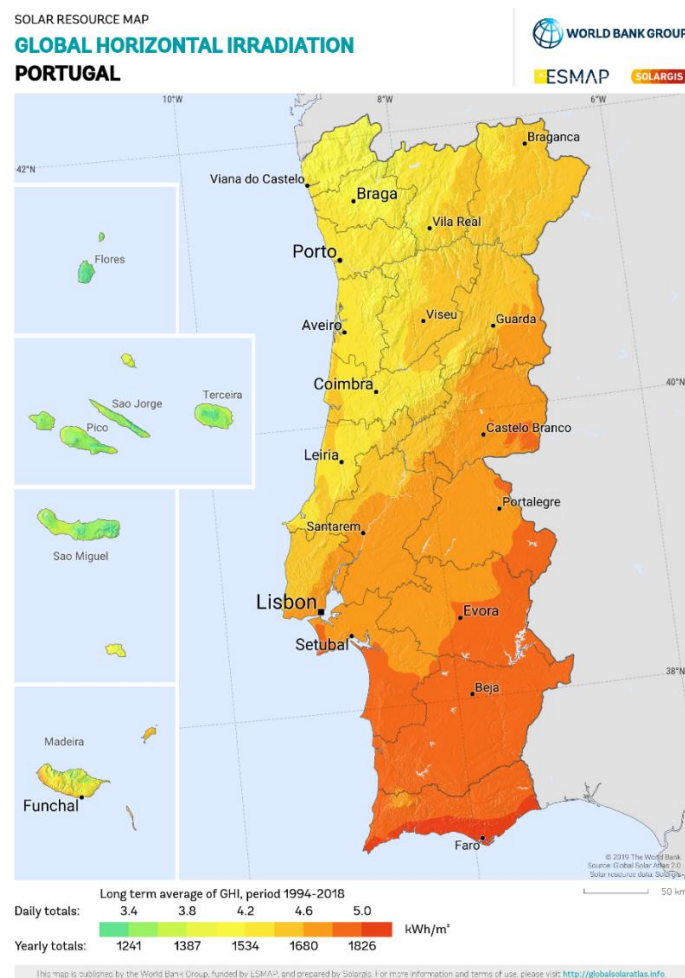 SOLAR RESOURCE MAP
GLOBAL HORIZONTAL IRRADIATION
PORTUGAL
WORLD BANK GROUP
ESMAP
SOLARGIS
10°W
8°W
6°W
42°N
Braganca
Viana do Castelo
Braga
Vila Real
Porto
Flores
Viseu
Guarda
Aveiro
Coimbra
40°N
Sao Jorge
Terceira
Pico
Castelo Branco
Leiria
Portalegre
Santarem
Sao Miguel
Lisbon
Evora
Setubal
38°N
Beja
Madeira
Funchal
Faro
© 2019 The World Bank
Source: Global Solar Atlas 2.0
Solar resource data: Solargis
50 km
Long term average of GHI, period 1994-2018
Daily totals: 3.4 3.8 4.2 4.6 5.0
kWh/m²
Yearly totals: 1241 1387 1534 1680 1826
This map is published by the World Bank Group, funded by ESMAP, and prepared by Solargis. For more information and terms of use, please visit http://globalsolaratlas.info.